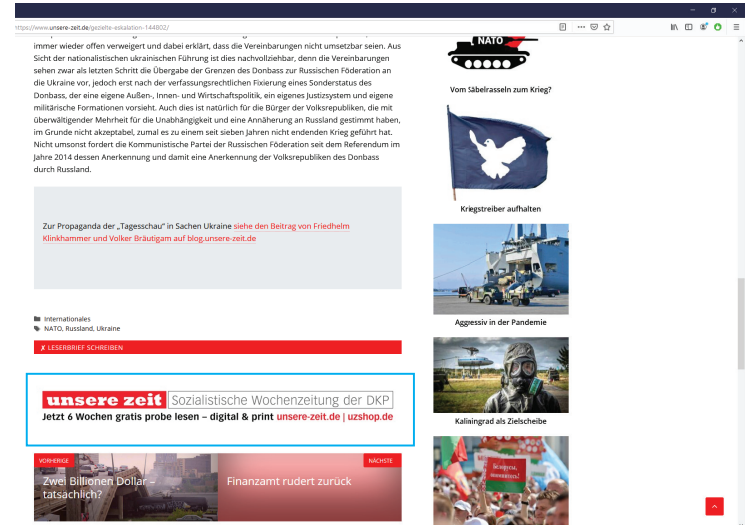 https://www.unsere-zeit.de/gezielte-eskalation-144802/
immer wieder offen verweigert und dabei erklärt, dass die Vereinbarungen nicht umsetzbar seien. Aus
Sicht der nationalistischen ukrainischen Führung ist dies nachvollziehbar, denn die Vereinbarungen
sehen zwar als letzten Schritt die Übergabe der Grenzen des Donbass zur Russischen Föderation an
die Ukraine vor, jedoch erst nach der verfassungsrechtlichen Fixierung eines Sonderstatus des
Donbass, der eine eigene Außen-, Innen- und Wirtschaftspolitik, ein eigenes Justizsystem und eigene
militärische Formationen vorsieht. Auch dies ist natürlich für die Bürger der Volksrepubliken, die mit
überwältigender Mehrheit für die Unabhängigkeit und eine Annäherung an Russland gestimmt haben,
im Grunde nicht akzeptabel, zumal es zu einem seit sieben Jahren nicht endenden Krieg geführt hat.
Nicht umsonst fordert die Kommunistische Partei der Russischen Föderation seit dem Referendum im
Jahre 2014 dessen Anerkennung und damit eine Anerkennung der Volksrepubliken des Donbass
durch Russland.
Zur Propaganda der „Tagesschau“ in Sachen Ukraine siehe den Beitrag von Friedhelm
Klinkhammer und Volker Bräutigam auf blog.unsere-zeit.de
Internationales
NATO, Russland, Ukraine
✗ LESERBRIEF SCHREIBEN
unsere zeit Sozialistische Wochenzeitung der DKP
Jetzt 6 Wochen gratis probe lesen – digital & print unsere-zeit.de | uzshop.de
VORHERIGE
Zwei Billionen Dollar –
tatsächlich?
NÄCHSTE
Finanzamt rudert zurück
NATO
Vom Säbelrasseln zum Krieg?
Kriegstreiber aufhalten
Aggressiv in der Pandemie
Kaliningrad als Zielscheibe